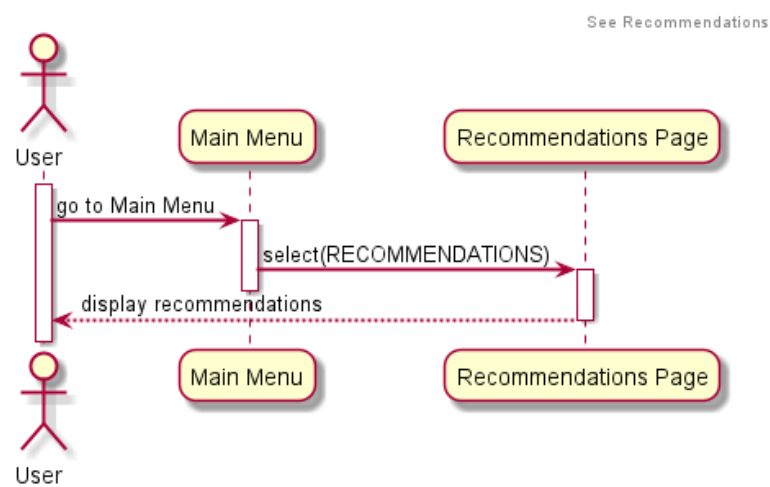 See Recommendations
User
Main Menu
Recommendations Page
go to Main Menu
select(RECOMMENDATIONS)
display recommendations
Main Menu
Recommendations Page
User